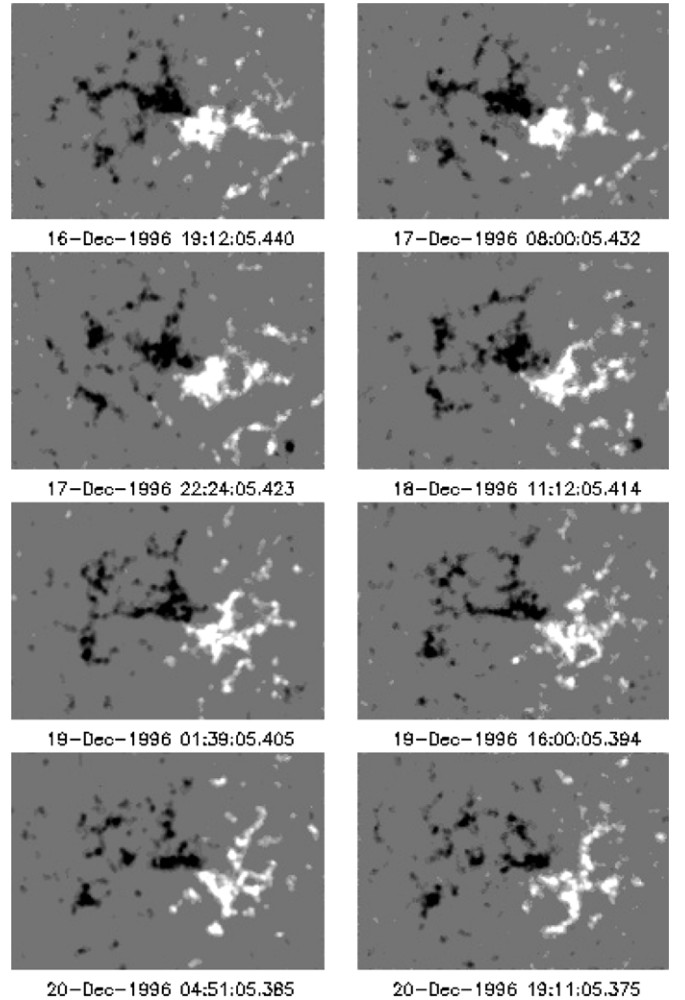 16-Dec-1996 19:12:05.440
17-Dec-1996 08:00:05.432
17-Dec-1996 22:24:05.423
18-Dec-1996 11:12:05.414
19-Dec-1996 01:39:05.405
19-Dec-1996 16:00:05.394
20-Dec-1996 04:51:05.385
20-Dec-1996 19:11:05.375